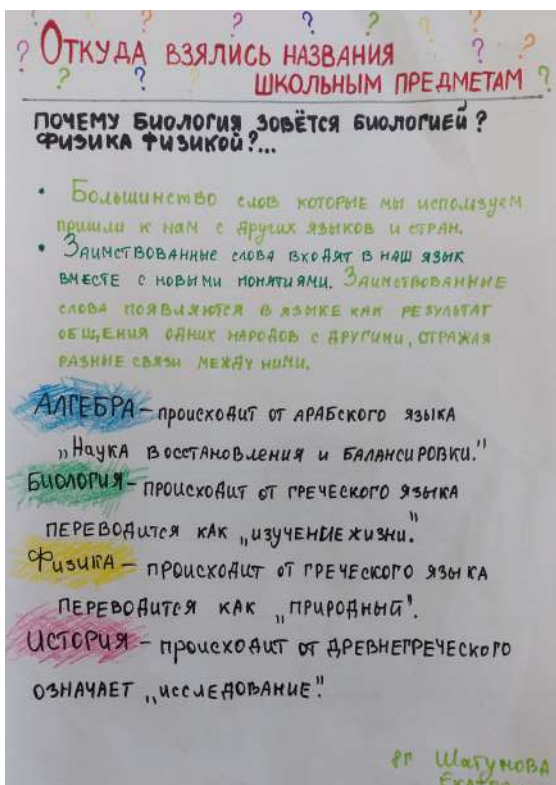 Откуда взялись названия
школьным предметам
Почему биология зовётся биологией?
Физика физикой?...
• Большинство слов которые мы используем
пришли к нам с других языков и стран.
• Заимствованные слова входят в наш язык
вместе с новыми понятиями. Заимствованные
слова появляются в языке как результат
общения одних народов с другими, отражая
разные связи между ними.
Алгебра – происходит от арабского языка
„Наука восстановления и балансировки."
Биология – происходит от греческого языка
переводится как „изучение жизни."
Физика – происходит от греческого языка
переводится как „природный".
История – происходит от древнегреческого
означает „исследование."
8г Шатунова